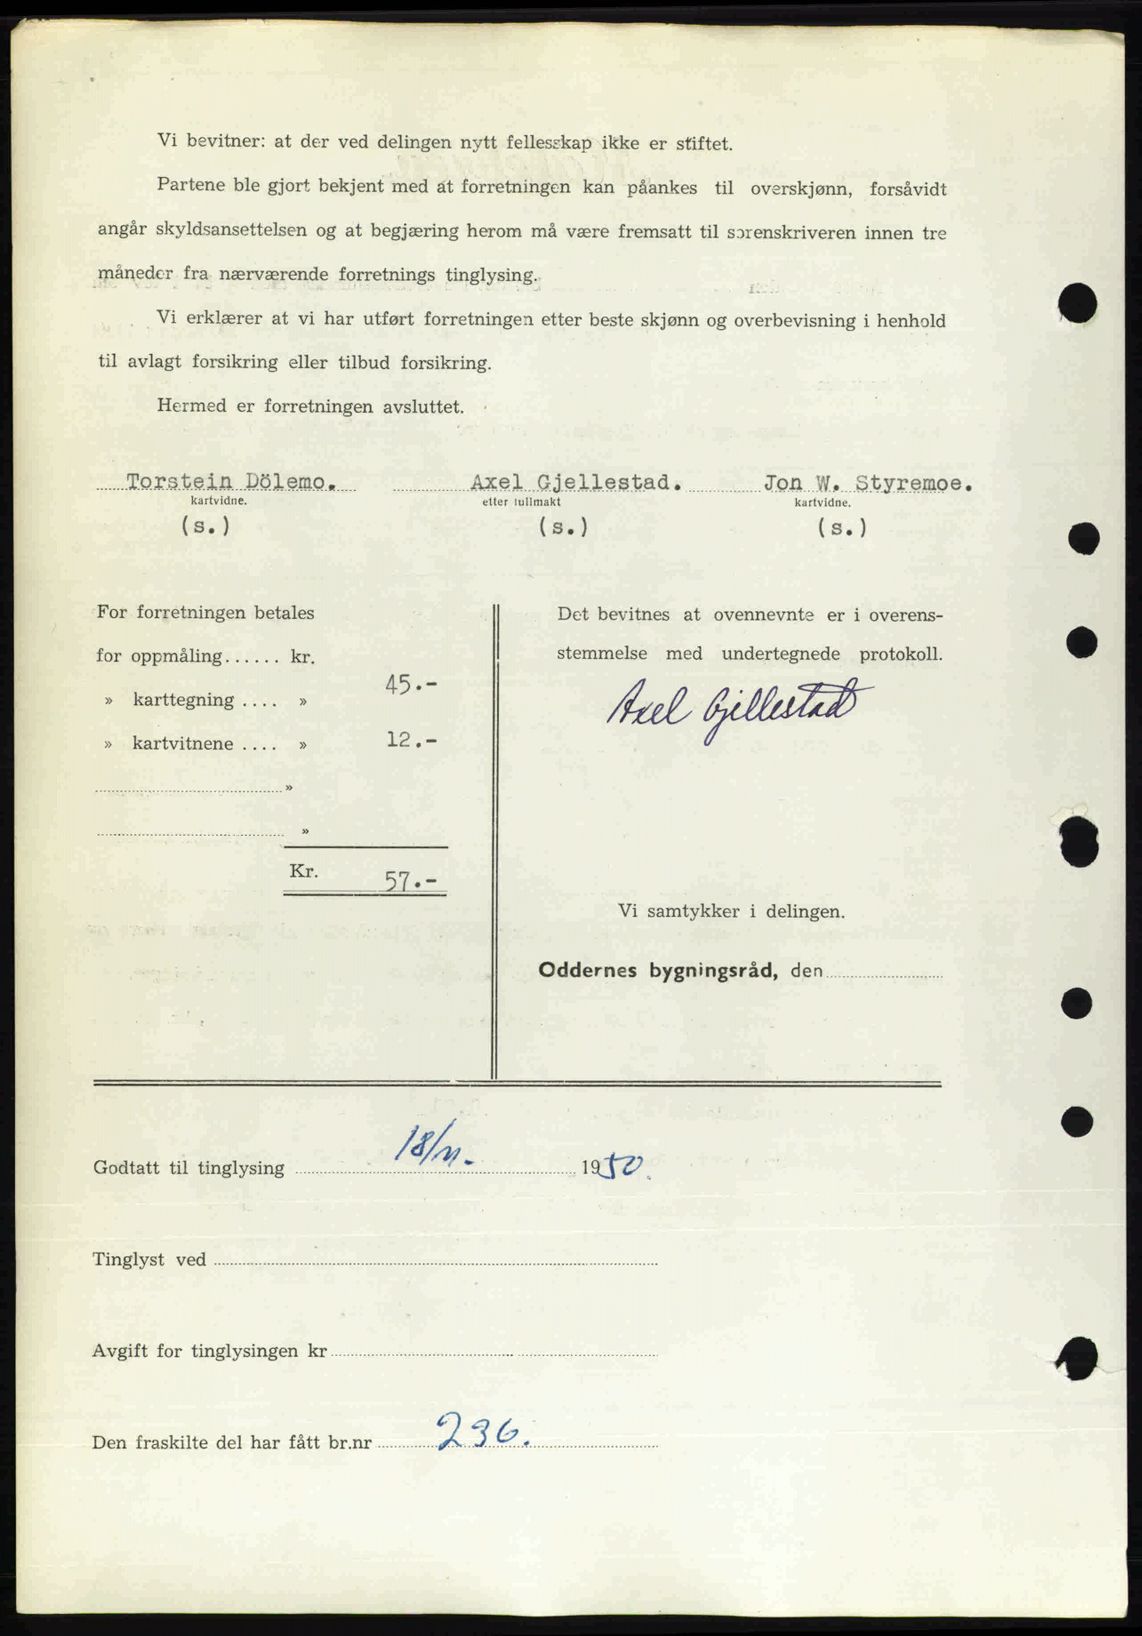 Vi bevitner: at der ved delingen nytt fellesskap ikke er stiftet.
Partene ble gjort bekjent med at forretningen kan påankes til overskjønn, forsåvidt
angår skyldsansettelsen og at begjæring herom må være fremsatt til sorenskriveren innen tre
måneder fra nærværende forretnings tinglysing.
Vi erklærer at vi har utført forretningen etter beste skjønn og overbevisning i henhold
til avlagt forsikring eller tilbud forsikring.
Hermed er forretningen avsluttet.
Torstein Dölemo. Axel Gjellestad. Jon W. Styremoe.
kartvidne. etter fullmakt kartvidne.
(s.) (s.) (s.)
For forretningen betales
for oppmåling...... kr.
» karttegning .... » 45.-
» kartvitnene .... » 12.-
»
»
Kr. 57.-
Det bevitnes at ovennevnte er i overens-
stemmelse med undertegnede protokoll.
Axel Gjellestad
Vi samtykker i delingen.
Oddernes bygningsråd, den
Godtatt til tinglysing 18/11. 1950.
Tinglyst ved
Avgift for tinglysingen kr
Den fraskilte del har fått br.nr 236.